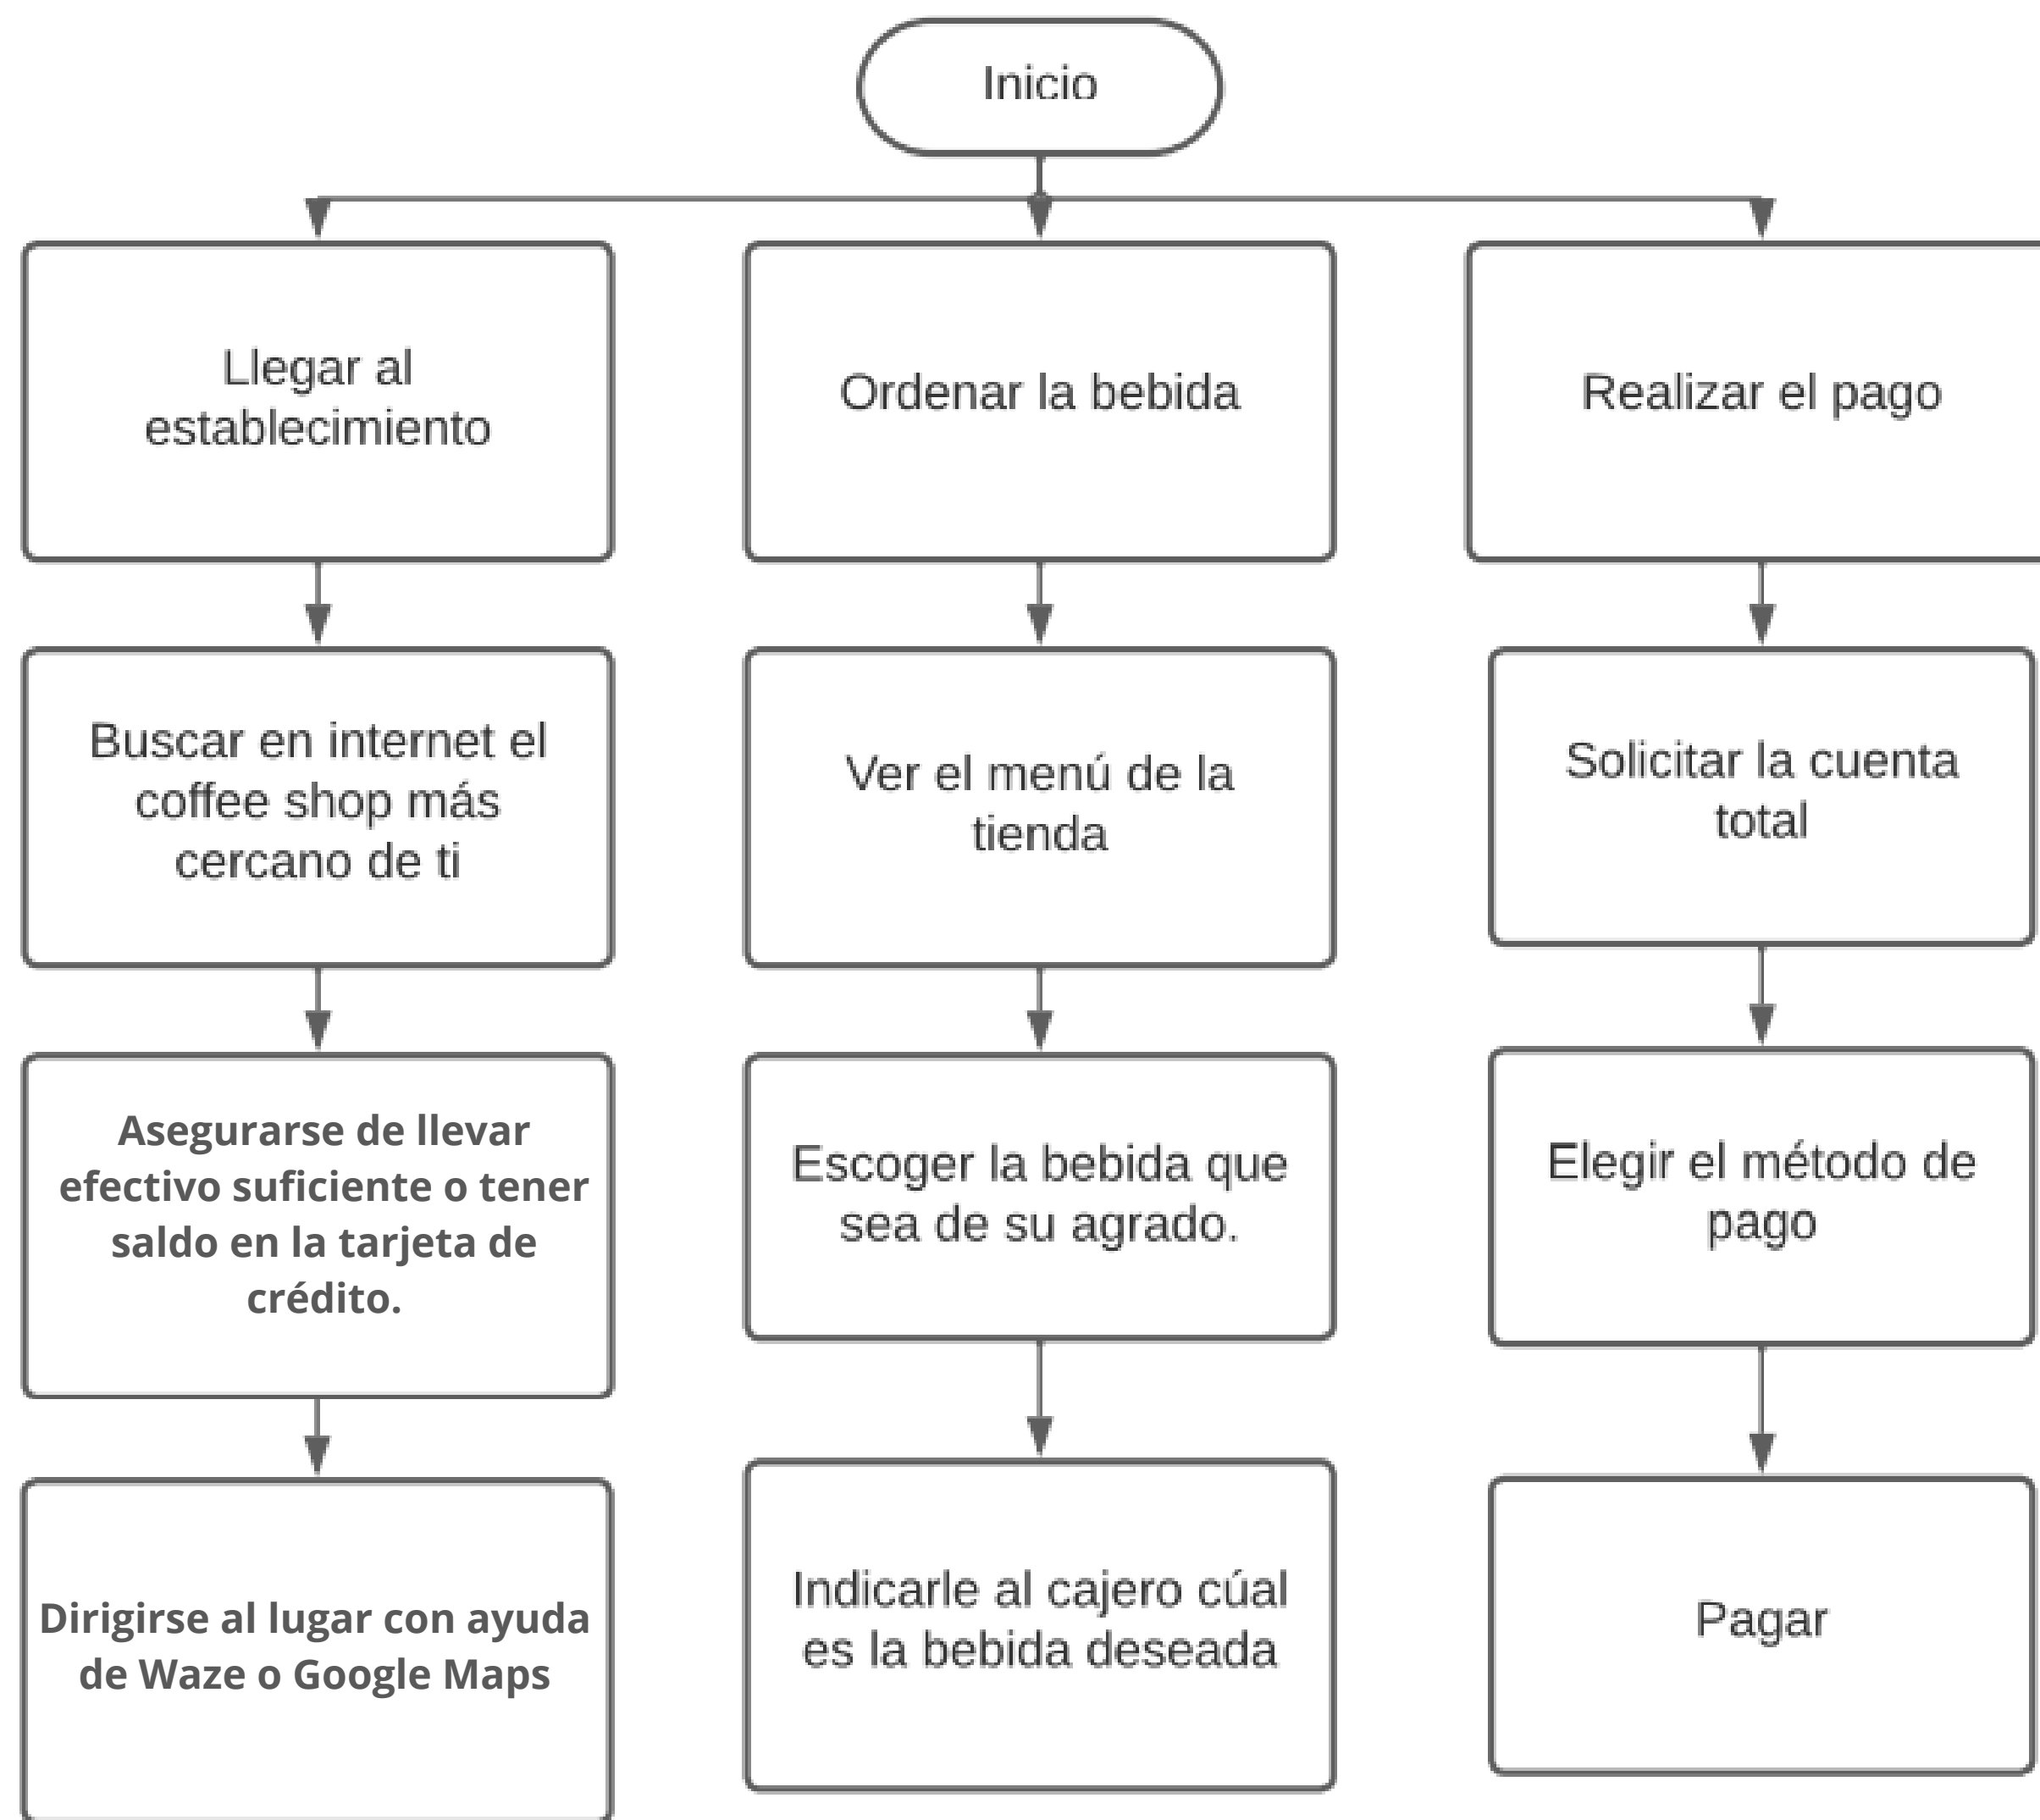 Inicio
Llegar al
establecimiento
Ordenar la bebida
Realizar el pago
Buscar en internet el
coffee shop más
cercano de ti
Ver el menú de la
tienda
Solicitar la cuenta
total
Asegurarse de llevar
efectivo suficiente o tener
saldo en la tarjeta de
crédito.
Escoger la bebida que
sea de su agrado.
Elegir el método de
pago
Dirigirse al lugar con ayuda
de Waze o Google Maps
Indicarle al cajero cúal
es la bebida deseada
Pagar